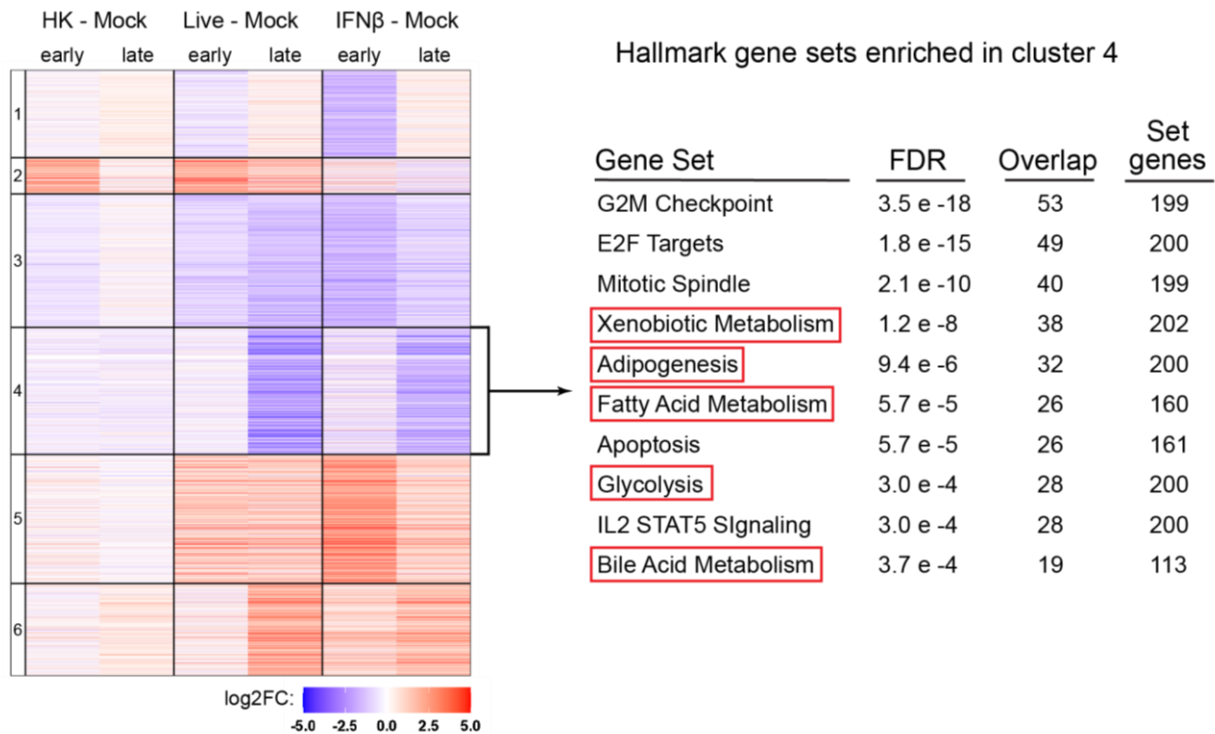 HK - Mock Live - Mock IFNβ - Mock
early late early late early late
1
2
3
4
5
6
log2FC:
-5.0 -2.5 0.0 2.5 5.0
Hallmark gene sets enriched in cluster 4
Gene Set FDR Overlap Set genes
G2M Checkpoint 3.5 e -18 53 199
E2F Targets 1.8 e -15 49 200
Mitotic Spindle 2.1 e -10 40 199
Xenobiotic Metabolism 1.2 e -8 38 202
Adipogenesis 9.4 e -6 32 200
Fatty Acid Metabolism 5.7 e -5 26 160
Apoptosis 5.7 e -5 26 161
Glycolysis 3.0 e -4 28 200
IL2 STAT5 SIgnaling 3.0 e -4 28 200
Bile Acid Metabolism 3.7 e -4 19 113